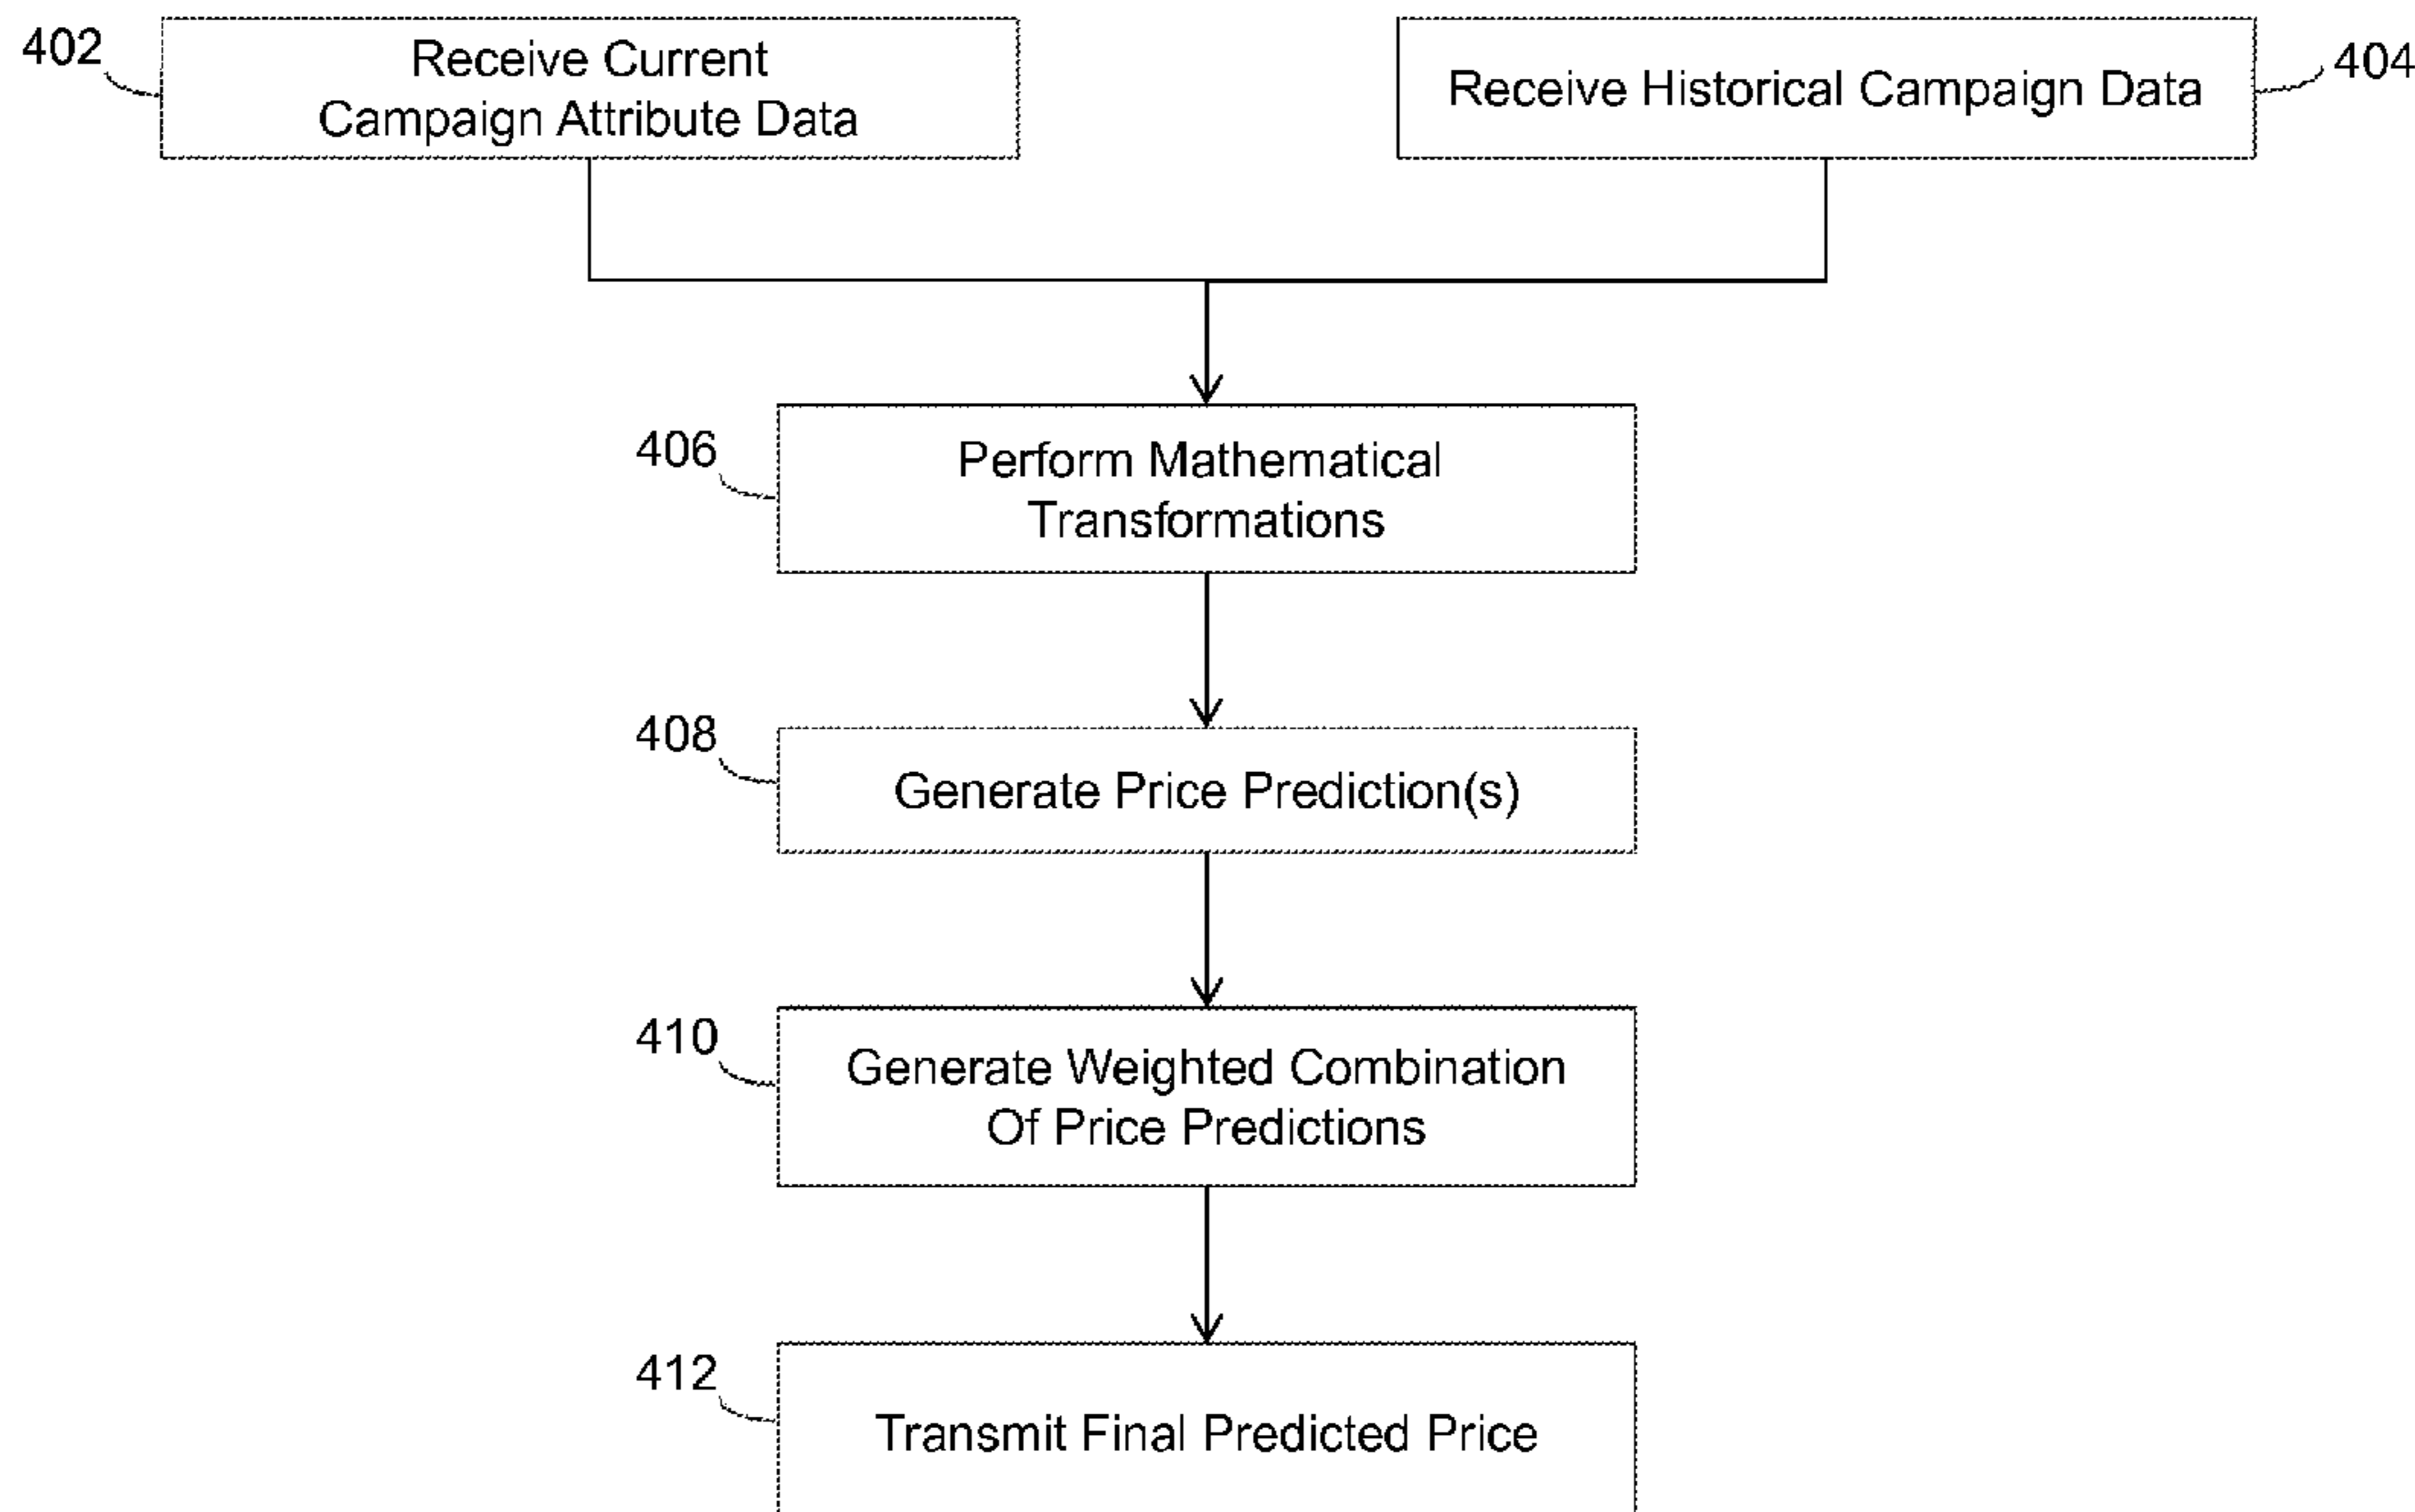 402
Receive Current
Campaign Attribute Data
Receive Historical Campaign Data
404
406
Perform Mathematical
Transformations
408
Generate Price Prediction(s)
410
Generate Weighted Combination
Of Price Predictions
412
Transmit Final Predicted Price